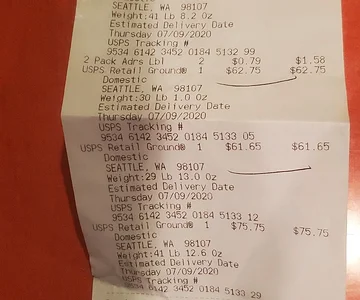 SEATTLE, WA 98107
Weight:41 Lb 8.2 Oz
Estimated Delivery Date
Thursday 07/09/2020
USPS Tracking #
9534 6142 3452 0184 5132 99
2 Pack Adrs Lbl 2 $0.79 $1.58
USPS Retail Ground® 1 $62.75 $62.75
Domestic
SEATTLE, WA 98107
Weight:30 Lb 1.0 Oz
Estimated Delivery Date
Thursday 07/09/2020
USPS Tracking #
9534 6142 3452 0184 5133 05
USPS Retail Ground® 1 $61.65 $61.65
Domestic
SEATTLE, WA 98107
Weight:29 Lb 13.0 Oz
Estimated Delivery Date
Thursday 07/09/2020
USPS Tracking #
9534 6142 3452 0184 5133 12
USPS Retail Ground® 1 $75.75 $75.75
Domestic
SEATTLE, WA 98107
Weight:41 Lb 12.6 Oz
Estimated Delivery Date
Thursday 07/09/2020
USPS Tracking #
9534 6142 3452 0184 5133 29